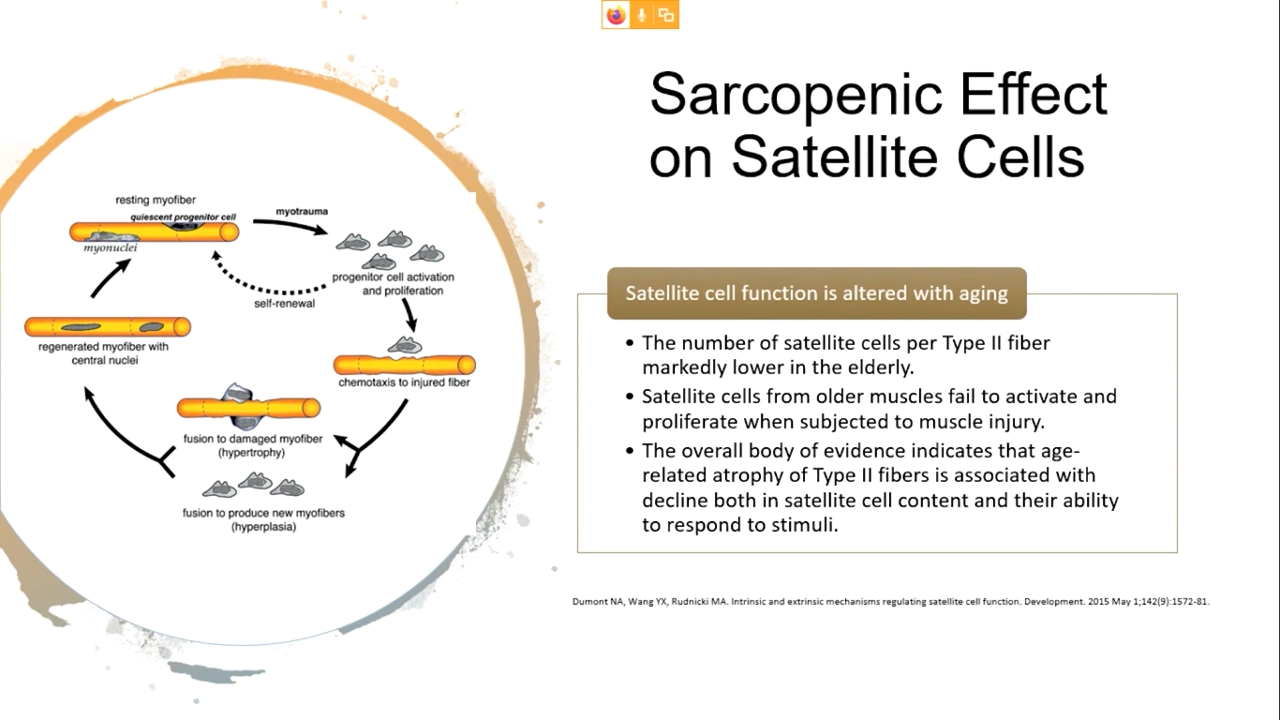 Sarcopenic Effect
on Satellite Cells
resting myofiber
quiescent progenitor cell
myonuclei
myotrauma
progenitor cell activation
and proliferation
self-renewal
chemotaxis to injured fiber
regenerated myofiber with
central nuclei
fusion to damaged myofiber
(hypertrophy)
fusion to produce new myofibers
(hyperplasia)
Satellite cell function is altered with aging
• The number of satellite cells per Type II fiber
markedly lower in the elderly.
• Satellite cells from older muscles fail to activate and
proliferate when subjected to muscle injury.
• The overall body of evidence indicates that age-
related atrophy of Type II fibers is associated with
decline both in satellite cell content and their ability
to respond to stimuli.
Dumont NA, Wang YX, Rudnicki MA. Intrinsic and extrinsic mechanisms regulating satellite cell function. Development. 2015 May 1;142(9):1572-81.